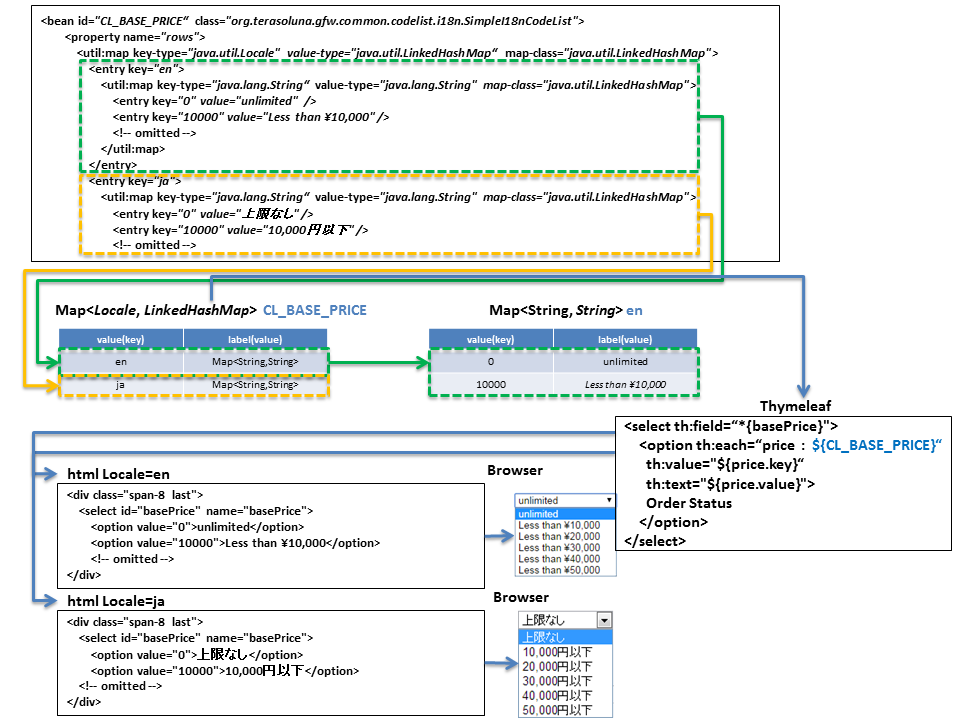 <bean id="CL_BASE_PRICE“ class="org.terasoluna.gfw.common.codelist.i18n.SimpleI18nCodeList">
<property name="rows">
<util:map key-type="java.util.Locale" value-type="java.util.LinkedHashMap“ map-class="java.util.LinkedHashMap">
<entry key="en">
<util:map key-type="java.lang.String“ value-type="java.lang.String" map-class="java.util.LinkedHashMap">
<entry key="0" value="unlimited" />
<entry key="10000" value="Less than ¥10,000" />
<!-- omitted -->
</util:map>
</entry>
<entry key="ja">
<util:map key-type="java.lang.String“ value-type="java.lang.String" map-class="java.util.LinkedHashMap">
<entry key="0" value="上限なし"/>
<entry key="10000" value="10,000円以下"/>
<!-- omitted -->
Map<Locale, LinkedHashMap> CL_BASE_PRICE
value(key) label(value)
en Map<String,String>
ja Map<String,String>
Map<String, String> en
value(key) label(value)
0 unlimited
10000 Less than ¥10,000
Thymeleaf
<select th:field=“*{basePrice}">
<option th:each=“price : ${CL_BASE_PRICE}“
th:value="${price.key}“
th:text="${price.value}">
Order Status
</option>
</select>
html Locale=en
<div class="span-8 last">
<select id="basePrice" name="basePrice">
<option value="0">unlimited</option>
<option value="10000">Less than ¥10,000</option>
<!-- omitted -->
</div>
Browser
unlimited
unlimited
Less than ¥10,000
Less than ¥20,000
Less than ¥30,000
Less than ¥40,000
Less than ¥50,000
html Locale=ja
<div class="span-8 last">
<select id="basePrice" name="basePrice">
<option value="0">上限なし</option>
<option value="10000">10,000円以下</option>
<!-- omitted -->
</div>
Browser
上限なし
上限なし
10,000円以下
20,000円以下
30,000円以下
40,000円以下
50,000円以下